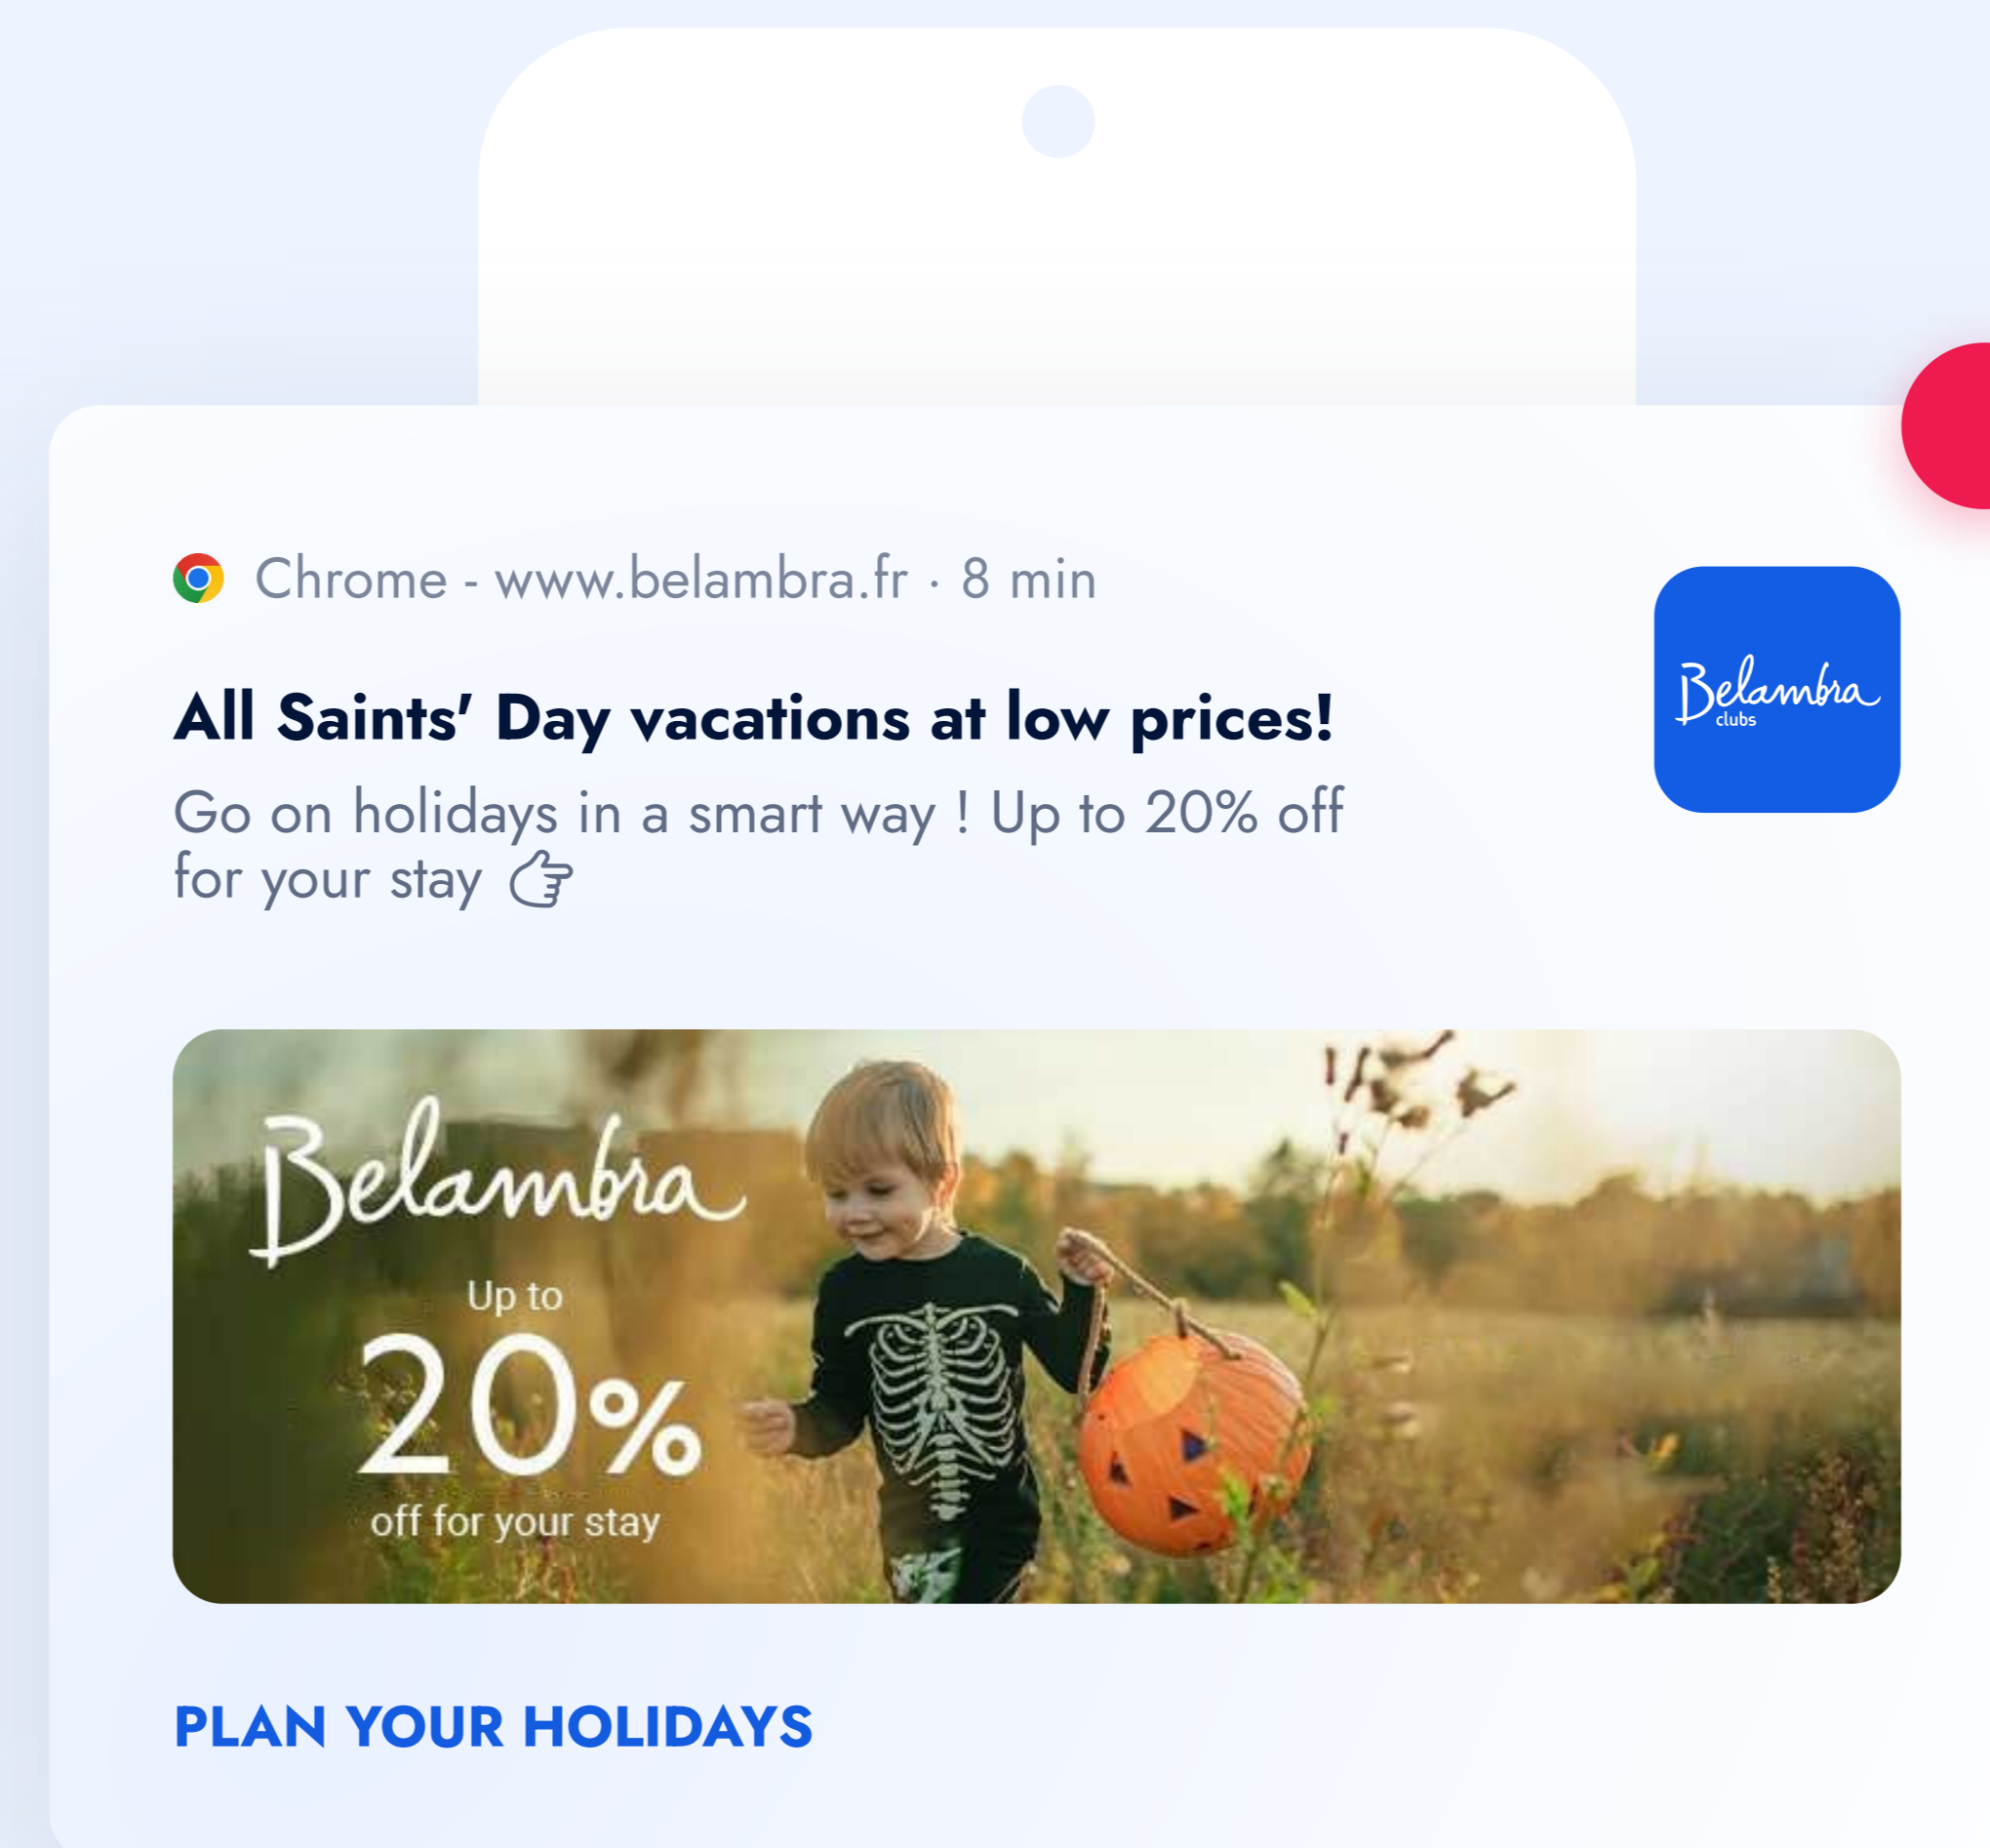 Chrome - www.belambra.fr · 8 min
All Saints' Day vacations at low prices!
Go on holidays in a smart way ! Up to 20% off
for your stay
Belambra
clubs
Belambra
Up to
20%
off for your stay
PLAN YOUR HOLIDAYS